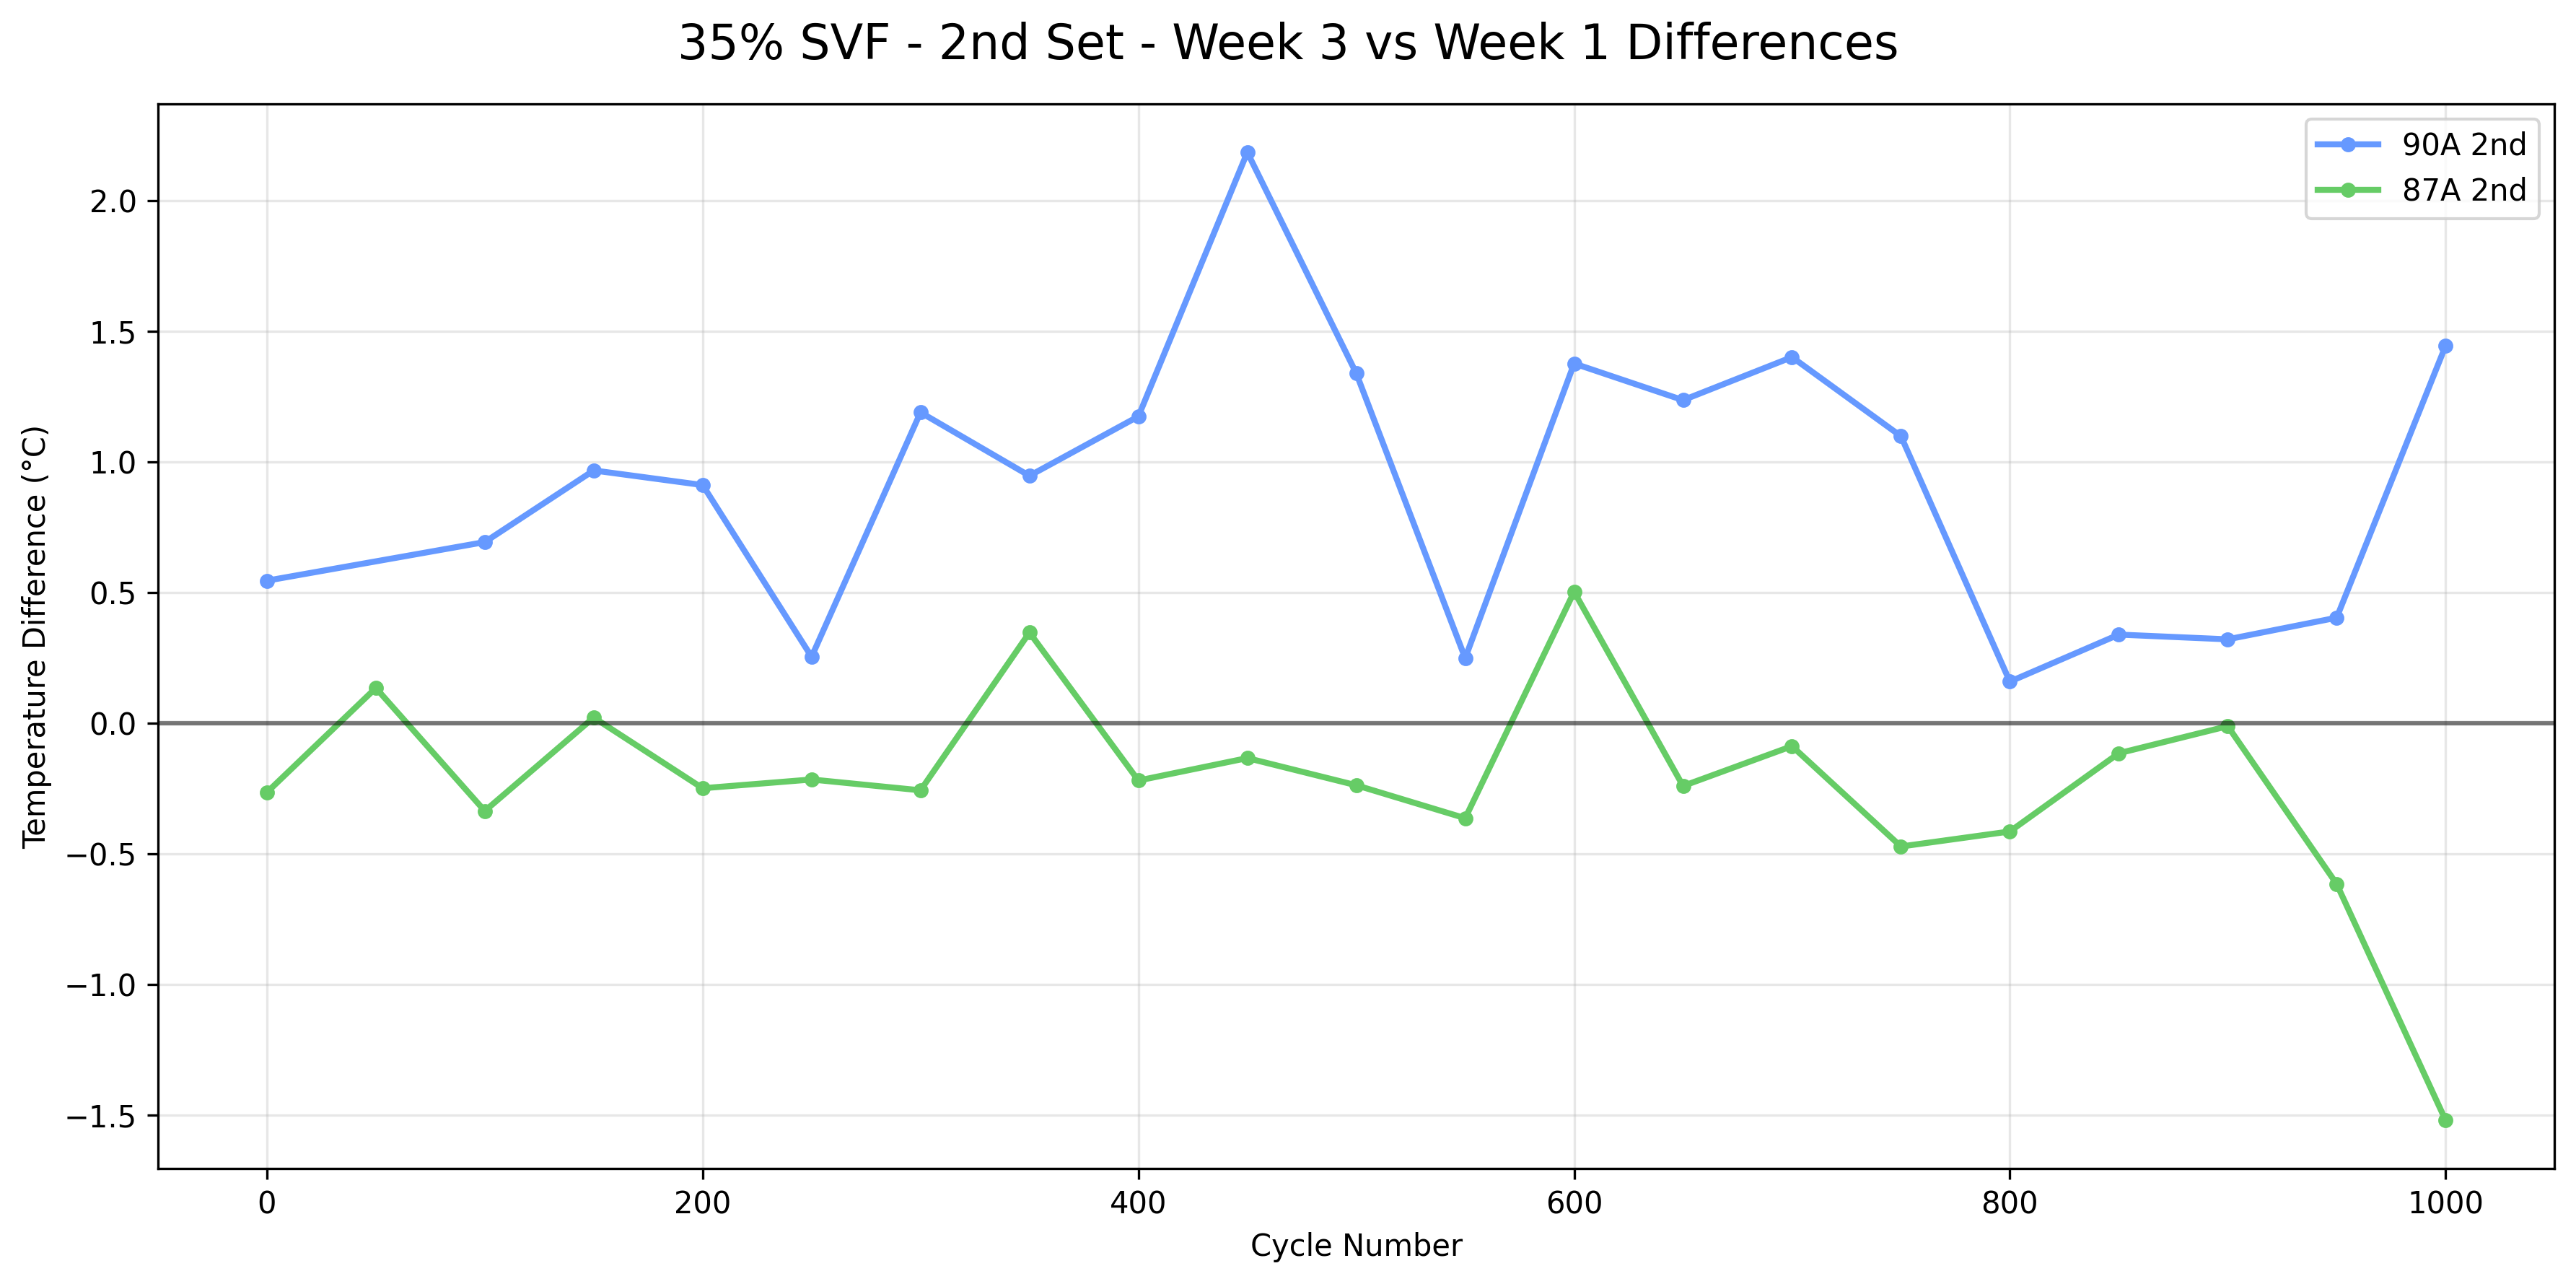 35% SVF - 2nd Set - Week 3 vs Week 1 Differences
90A 2nd
87A 2nd
Temperature Difference (°C)
2.0
1.5
1.0
0.5
0.0
−0.5
−1.0
−1.5
0
200
400
600
800
1000
Cycle Number